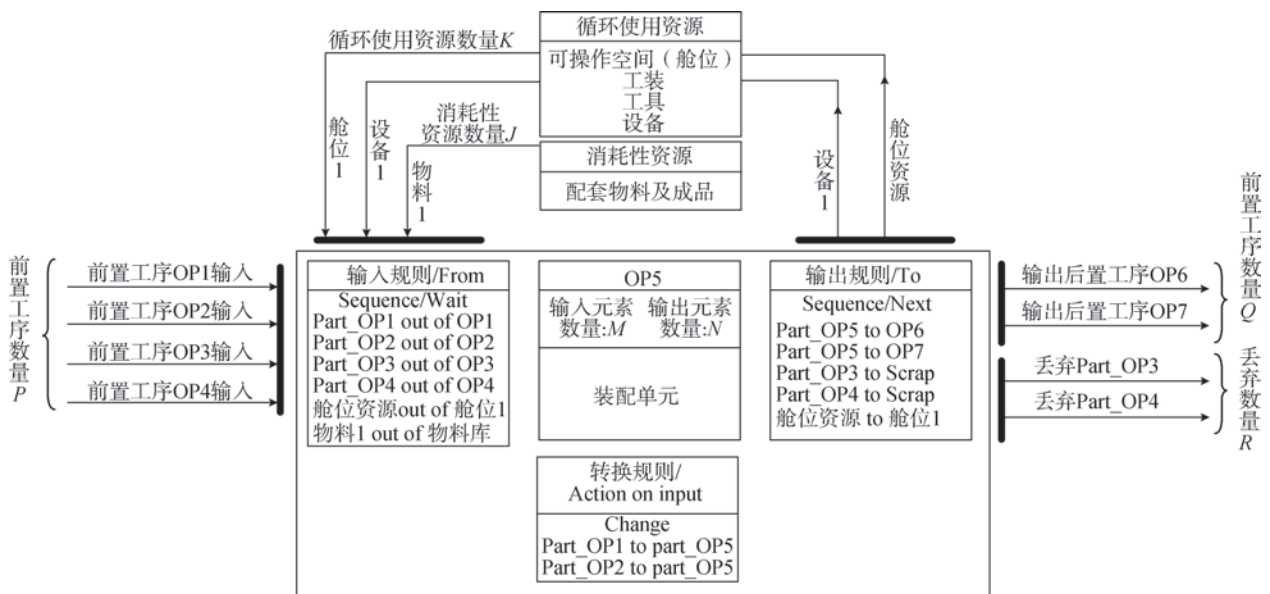 循环使用资源
可操作空间（舱位）
工装
工具
设备
消耗性资源
配套物料及成品
循环使用资源数量K
消耗性
资源数量J
舱位1
设备1
物料1
设备1
舱位资源
前置工序数量P
前置工序OP1输入
前置工序OP2输入
前置工序OP3输入
前置工序OP4输入
输入规则/From
Sequence/Wait
Part_OP1 out of OP1
Part_OP2 out of OP2
Part_OP3 out of OP3
Part_OP4 out of OP4
舱位资源out of 舱位1
物料1 out of 物料库
OP5
输入元素 输出元素
数量:M 数量:N
装配单元
转换规则/
Action on input
Change
Part_OP1 to part_OP5
Part_OP2 to part_OP5
输出规则/To
Sequence/Next
Part_OP5 to OP6
Part_OP5 to OP7
Part_OP3 to Scrap
Part_OP4 to Scrap
舱位资源 to 舱位1
输出后置工序OP6
输出后置工序OP7
丢弃Part_OP3
丢弃Part_OP4
前置工序数量Q
丢弃数量R